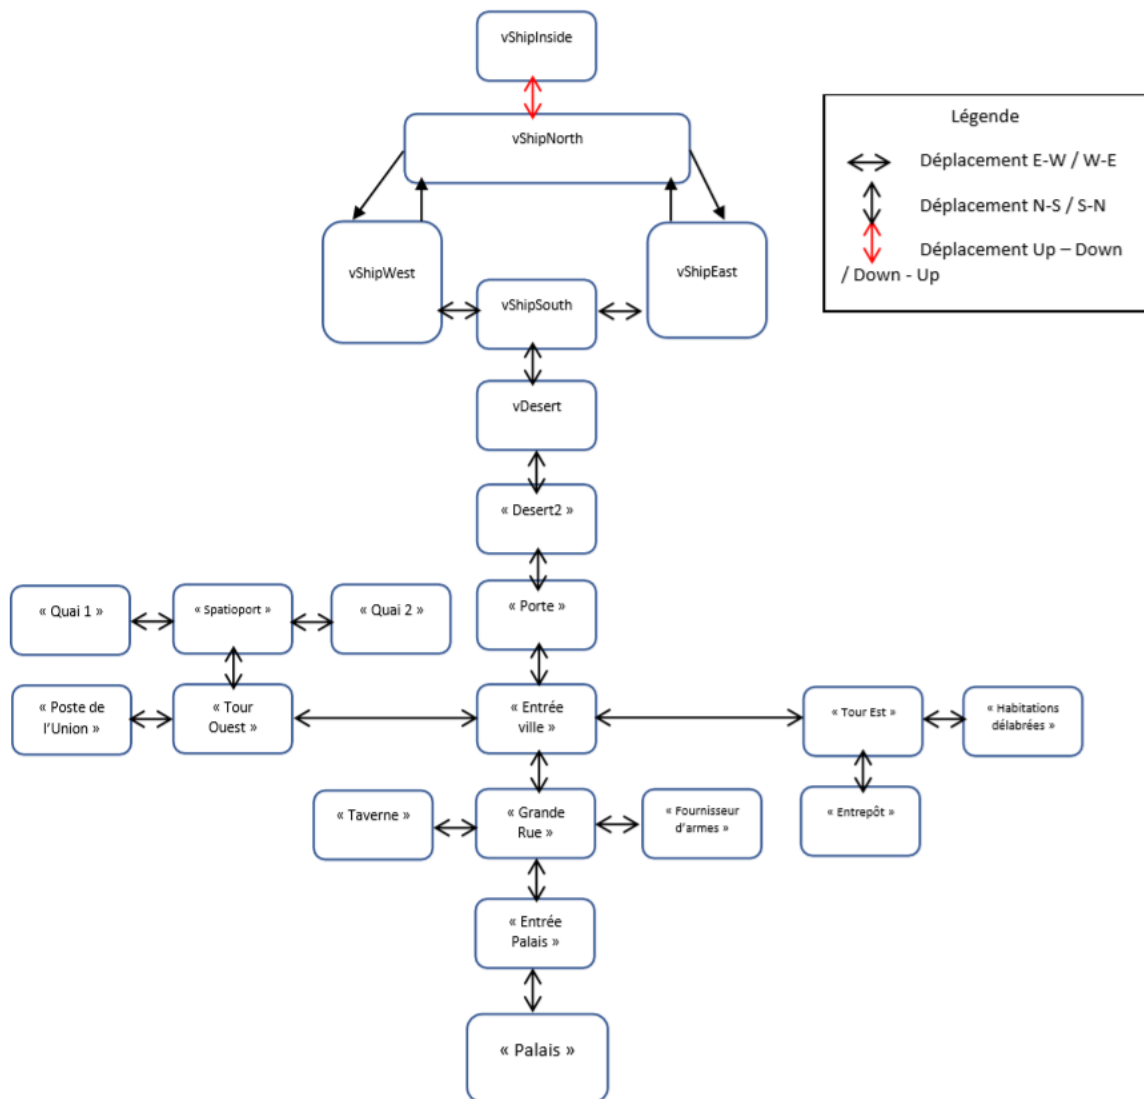 vShipInside
vShipNorth
Légende
Déplacement E-W / W-E
Déplacement N-S / S-N
Déplacement Up – Down
/ Down - Up
vShipWest
vShipSouth
vShipEast
vDesert
« Desert2 »
« Quai 1 »
« Spatioport »
« Quai 2 »
« Porte »
« Poste de
l’Union »
« Tour
Ouest »
« Entrée
ville »
« Tour Est »
« Habitations
délabrées »
« Taverne »
« Grande
Rue »
« Fournisseur
d’armes »
« Entrepôt »
« Entrée
Palais »
« Palais »